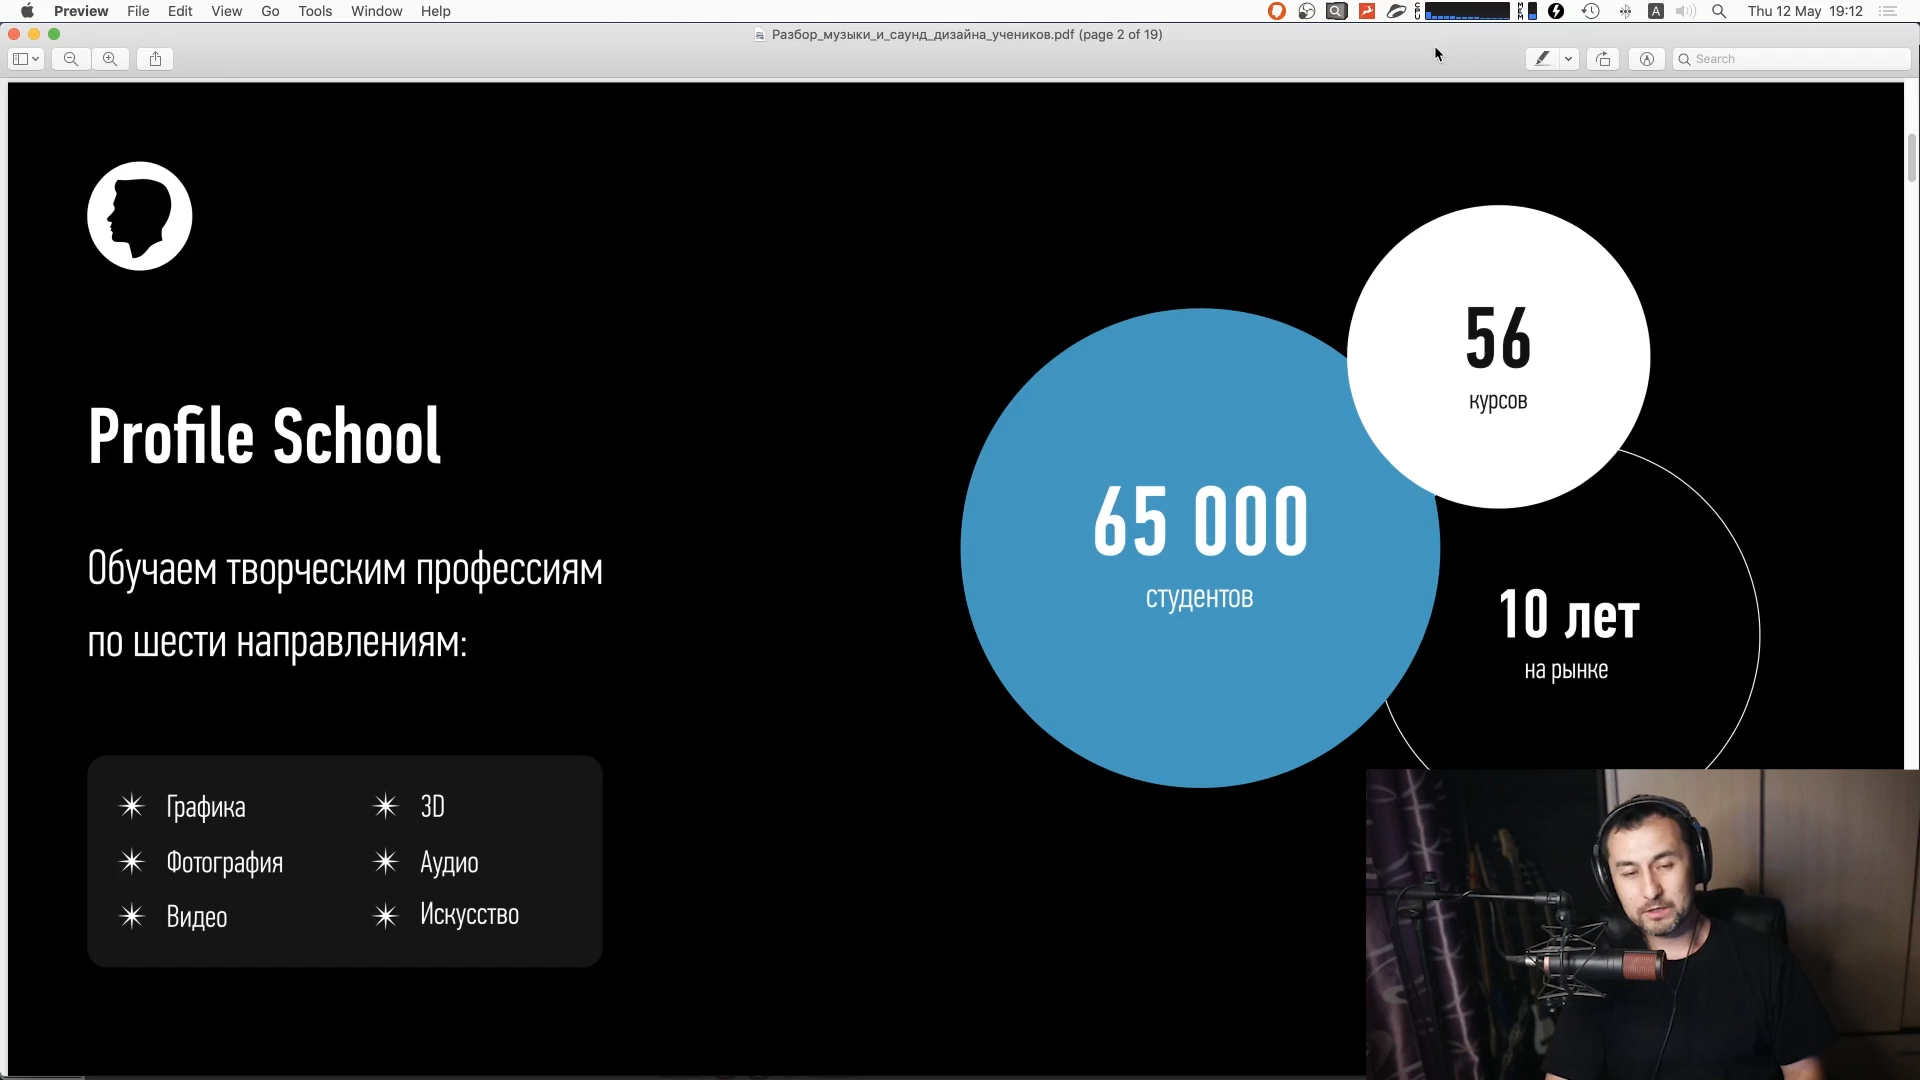 Preview File Edit View Go Tools Window Help
A Thu 12 May 19:12
Разбор_музыки_и_саунд_дизайна_учеников.pdf (page 2 of 19)
Search
Profile School
Обучаем творческим профессиям
по шести направлениям:
Графика
Фотография
Видео
3D
Аудио
Искусство
65 000
студентов
56
курсов
10 лет
на рынке